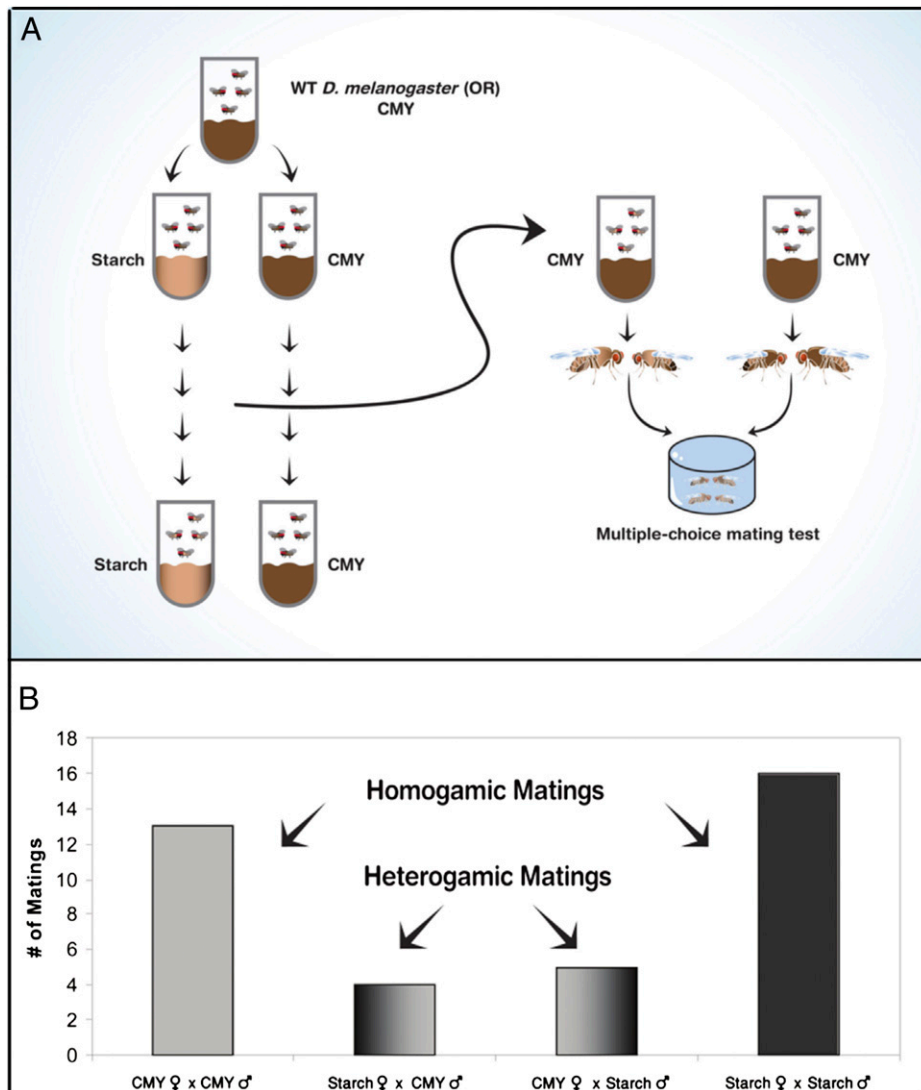 A
WT D. melanogaster (OR)
CMY
Starch
CMY
CMY
CMY
Starch
CMY
Multiple-choice mating test
B
18
16
14
12
10
8
6
4
2
0
# of Matings
Homogamic Matings
Heterogamic Matings
CMY ♀ x CMY ♂
Starch ♀ x CMY ♂
CMY ♀ x Starch ♂
Starch ♀ x Starch ♂